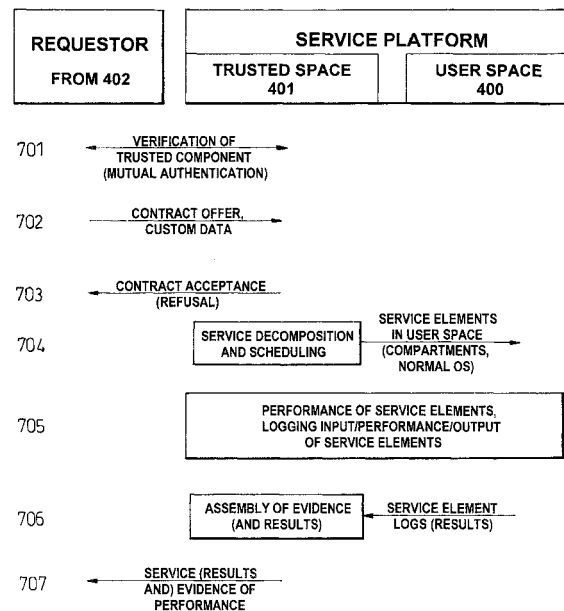 REQUESTOR
FROM 402
SERVICE PLATFORM
TRUSTED SPACE
401
USER SPACE
400
701
VERIFICATION OF
TRUSTED COMPONENT
(MUTUAL AUTHENTICATION)
702
CONTRACT OFFER,
CUSTOM DATA
703
CONTRACT ACCEPTANCE
(REFUSAL)
704
SERVICE DECOMPOSITION
AND SCHEDULING
SERVICE ELEMENTS
IN USER SPACE
(COMPARTMENTS,
NORMAL OS)
705
PERFORMANCE OF SERVICE ELEMENTS,
LOGGING INPUT/PERFORMANCE/OUTPUT
OF SERVICE ELEMENTS
706
ASSEMBLY OF EVIDENCE
(AND RESULTS)
SERVICE ELEMENT
LOGS (RESULTS)
707
SERVICE (RESULTS
AND) EVIDENCE OF
PERFORMANCE